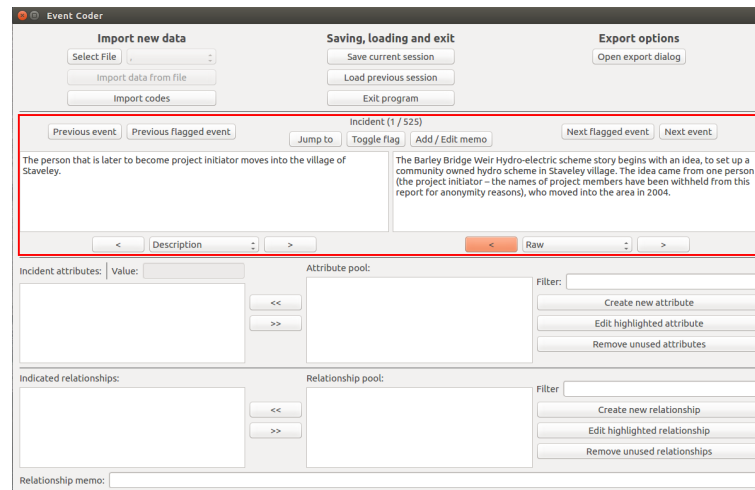 Event Coder
Import new data
Saving, loading and exit
Export options
Select File
,
Save current session
Open export dialog
Import data from file
Load previous session
Import codes
Exit program
Incident (1 / 525)
Previous event
Previous flagged event
Jump to
Toggle flag
Add / Edit memo
Next flagged event
Next event
The person that is later to become project initiator moves into the village of
Staveley.
The Barley Bridge Weir Hydro-electric scheme story begins with an idea, to set up a
community owned hydro scheme in Staveley village. The idea came from one person
(the project initiator – the names of project members have been withheld from this
report for anonymity reasons), who moved into the area in 2004.
<
Description
>
<
Raw
>
Incident attributes:
Value:
Attribute pool:
Filter:
<<
>>
Create new attribute
Edit highlighted attribute
Remove unused attributes
Indicated relationships:
Relationship pool:
Filter
<<
>>
Create new relationship
Edit highlighted relationship
Remove unused relationships
Relationship memo: